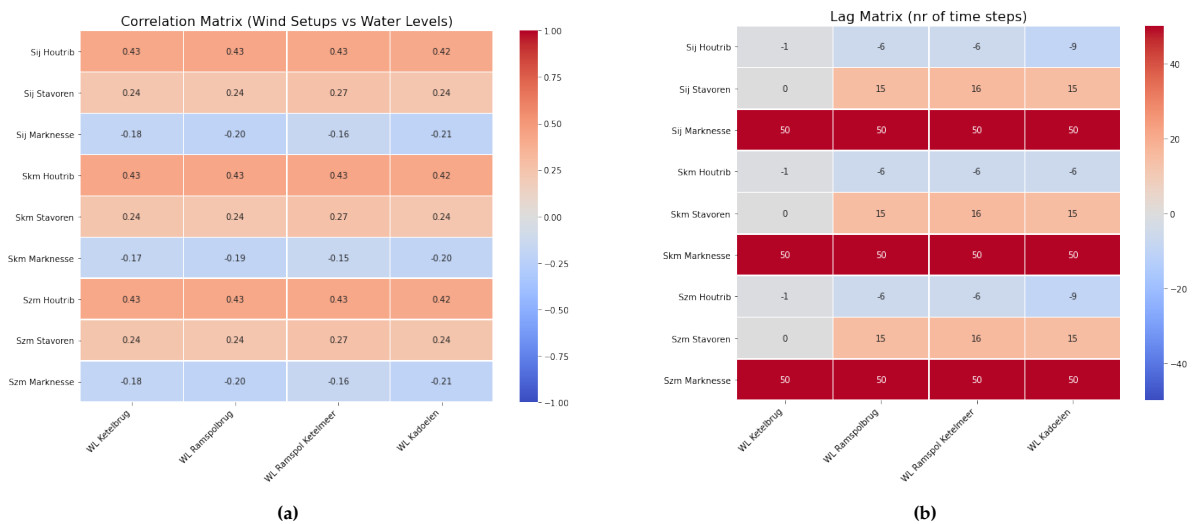 Correlation Matrix (Wind Setups vs Water Levels)
Sij Houtrib 0.43 0.43 0.43 0.42
Sij Stavoren 0.24 0.24 0.27 0.24
Sij Marknesse -0.18 -0.20 -0.16 -0.21
Skm Houtrib 0.43 0.43 0.43 0.42
Skm Stavoren 0.24 0.24 0.27 0.24
Skm Marknesse -0.17 -0.19 -0.15 -0.20
Szm Houtrib 0.43 0.43 0.43 0.42
Szm Stavoren 0.24 0.24 0.27 0.24
Szm Marknesse -0.18 -0.20 -0.16 -0.21
WL Ketelbrug
WL Ramspolbrug
WL Ramspol Ketelmeer
WL Kadoelen
1.00
0.75
0.50
0.25
0.00
−0.25
−0.50
−0.75
−1.00
(a)
Lag Matrix (nr of time steps)
Sij Houtrib -1 -6 -6 -9
Sij Stavoren 0 15 16 15
Sij Marknesse 50 50 50 50
Skm Houtrib -1 -6 -6 -6
Skm Stavoren 0 15 16 15
Skm Marknesse 50 50 50 50
Szm Houtrib -1 -6 -6 -9
Szm Stavoren 0 15 16 15
Szm Marknesse 50 50 50 50
WL Ketelbrug
WL Ramspolbrug
WL Ramspol Ketelmeer
WL Kadoelen
40
20
0
−20
−40
(b)